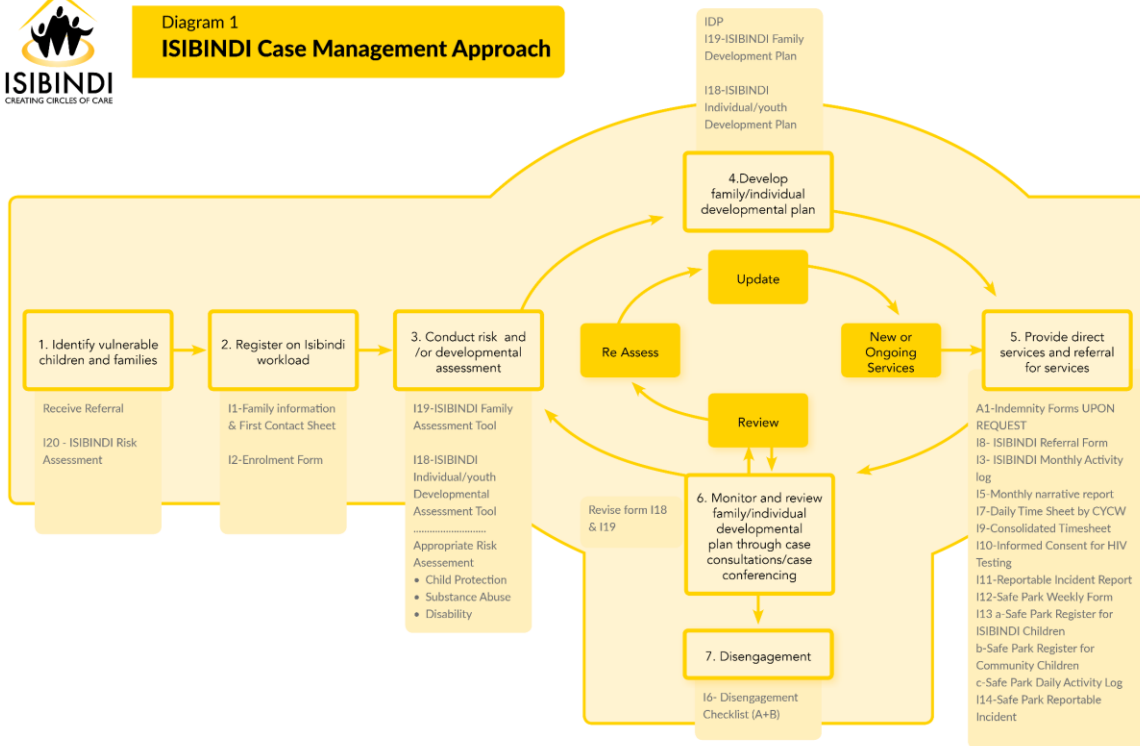 ISIBINDI
CREATING CIRCLES OF CARE
Diagram 1
ISIBINDI Case Management Approach
IDP
I19-ISIBINDI Family
Development Plan
I18-ISIBINDI
Individual/youth
Development Plan
4.Develop
family/individual
developmental plan
Update
1. Identify vulnerable
children and families
Receive Referral
I20 - ISIBINDI Risk
Assessment
2. Register on Isibindi
workload
I1-Family information
& First Contact Sheet
I2-Enrolment Form
3. Conduct risk and
/or developmental
assessment
I19-ISIBINDI Family
Assessment Tool
I18-ISIBINDI
Individual/youth
Developmental
Assessment Tool
............................
Appropriate Risk
Asessement
• Child Protection
• Substance Abuse
• Disability
Re Assess
New or
Ongoing
Services
Review
5. Provide direct
services and referral
for services
A1-Indemnity Forms UPON
REQUEST
I8- ISIBINDI Referral Form
I3- ISIBINDI Monthly Activity
log
I5-Monthly narrative report
I7-Daily Time Sheet by CYCW
I9-Consolidated Timesheet
I10-Informed Consent for HIV
Testing
I11-Reportable Incident Report
I12-Safe Park Weekly Form
I13 a-Safe Park Register for
ISIBINDI Children
b-Safe Park Register for
Community Children
c-Safe Park Daily Activity Log
I14-Safe Park Reportable
Incident
Revise form I18
& I19
6. Monitor and review
family/individual
developmental
plan through case
consultations/case
conferencing
7. Disengagement
I6- Disengagement
Checklist (A+B)